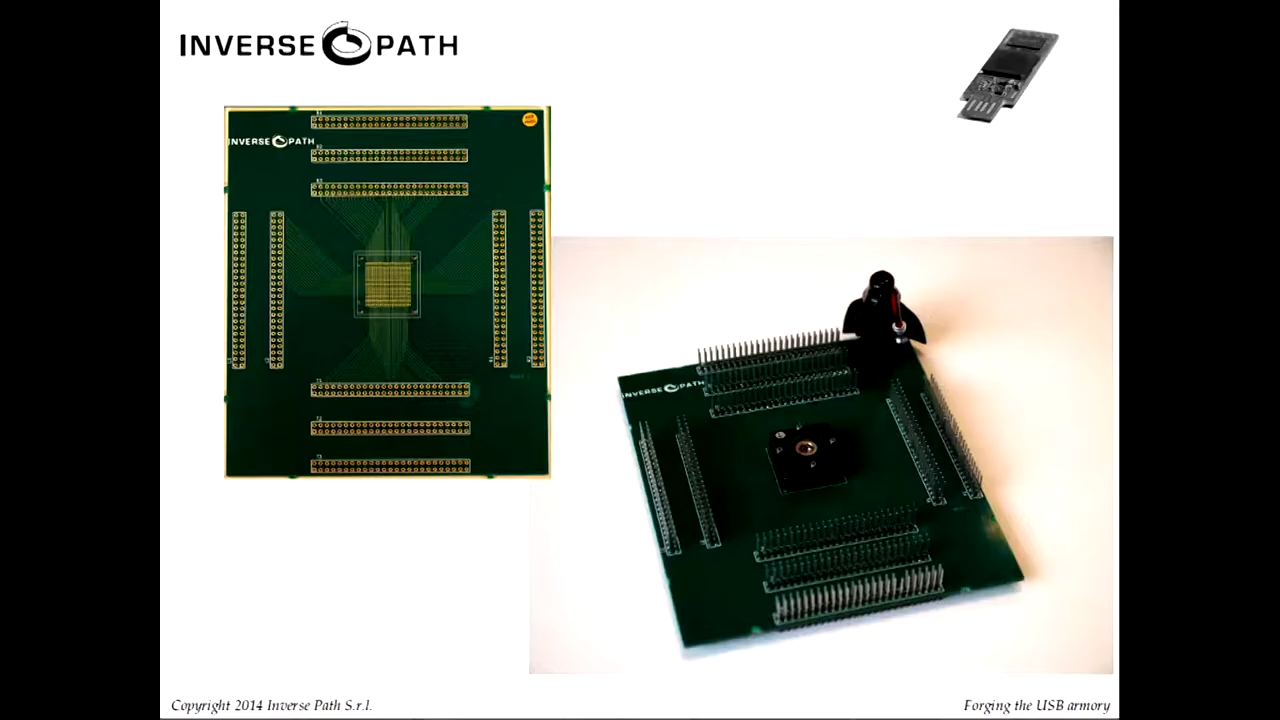 INVERSE PATH
INVERSE PATH
INVERSE PATH
Copyright 2014 Inverse Path S.r.l.
Forging the USB armory